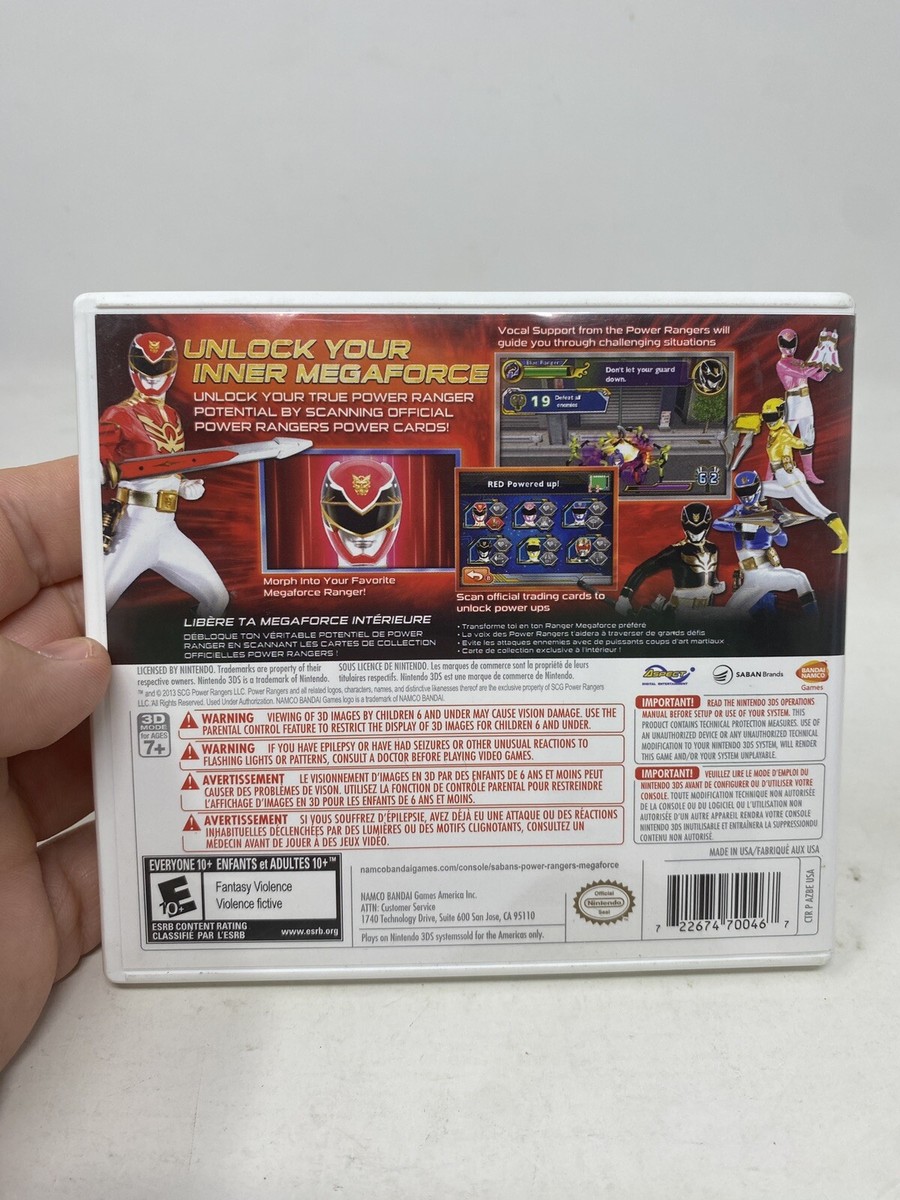 UNLOCK YOUR
INNER MEGAFORCE
UNLOCK YOUR TRUE POWER RANGER
POTENTIAL BY SCANNING OFFICIAL
POWER RANGERS POWER CARDS!
Vocal Support from the Power Rangers will
guide you through challenging situations
Blue Ranger
Don't let your guard
down.
19 Defeat all
enemies
62
RED Powered up!
Morph Into Your Favorite
Megaforce Ranger!
Scan official trading cards to
unlock power ups
LIBÈRE TA MEGAFORCE INTÉRIEURE
DÉBLOQUE TON VÉRITABLE POTENTIEL DE POWER
RANGER EN SCANNANT LES CARTES DE COLLECTION
OFFICIELLES POWER RANGERS !
• Transforme toi en ton Ranger Megaforce préféré
• La voix des Power Rangers t'aidera à traverser de grands défis
• Evite les attaques ennemies avec de puissants coups d'art martiaux
• Carte de collection exclusive à l'intérieur !
LICENSED BY NINTENDO. Trademarks are property of their
respective owners. Nintendo 3DS is a trademark of Nintendo.
SOUS LICENCE DE NINTENDO. Les marques de commerce sont la propriété de leurs
titulaires respectifs. Nintendo 3DS est une marque de commerce de Nintendo.
™ and © 2013 SCG Power Rangers LLC. Power Rangers and all related logos, characters, names, and distinctive likenesses thereof are the exclusive property of SCG Power Rangers
LLC. All Rights Reserved. Used Under Authorization. NAMCO BANDAI Games logo is a trademark of NAMCO BANDAI.
ASPECT
DIGITAL ENTERTAINMENT
SABAN Brands
BANDAI
NAMCO
Games
3D
MODE
for AGES
7+
WARNING VIEWING OF 3D IMAGES BY CHILDREN 6 AND UNDER MAY CAUSE VISION DAMAGE. USE THE
PARENTAL CONTROL FEATURE TO RESTRICT THE DISPLAY OF 3D IMAGES FOR CHILDREN 6 AND UNDER.
WARNING IF YOU HAVE EPILEPSY OR HAVE HAD SEIZURES OR OTHER UNUSUAL REACTIONS TO
FLASHING LIGHTS OR PATTERNS, CONSULT A DOCTOR BEFORE PLAYING VIDEO GAMES.
AVERTISSEMENT LE VISIONNEMENT D'IMAGES EN 3D PAR DES ENFANTS DE 6 ANS ET MOINS PEUT
CAUSER DES PROBLÈMES DE VISON. UTILISEZ LA FONCTION DE CONTRÔLE PARENTAL POUR RESTREINDRE
L'AFFICHAGE D'IMAGES EN 3D POUR LES ENFANTS DE 6 ANS ET MOINS.
AVERTISSEMENT SI VOUS SOUFFREZ D'ÉPILEPSIE, AVEZ DÉJÀ EU UNE ATTAQUE OU DES RÉACTIONS
INHABITUELLES DÉCLENCHÉES PAR DES LUMIÈRES OU DES MOTIFS CLIGNOTANTS, CONSULTEZ UN
MÉDECIN AVANT DE JOUER À DES JEUX VIDÉO.
IMPORTANT! READ THE NINTENDO 3DS OPERATIONS
MANUAL BEFORE SETUP OR USE OF YOUR SYSTEM. THIS
PRODUCT CONTAINS TECHNICAL PROTECTION MEASURES. USE OF
AN UNAUTHORIZED DEVICE OR ANY UNAUTHORIZED TECHNICAL
MODIFICATION TO YOUR NINTENDO 3DS SYSTEM, WILL RENDER
THIS GAME AND/OR YOUR SYSTEM UNPLAYABLE.
IMPORTANT! VEUILLEZ LIRE LE MODE D'EMPLOI DU
NINTENDO 3DS AVANT DE CONFIGURER OU D'UTILISER VOTRE
CONSOLE. TOUTE MODIFICATION TECHNIQUE NON AUTORISÉE
DE LA CONSOLE OU DU LOGICIEL OU L'UTILISATION NON
AUTORISÉE D'UN AUTRE APPAREIL RENDRA VOTRE CONSOLE
NINTENDO 3DS INUTILISABLE ET ENTRAÎNERA LA SUPPRESSIONDU
CONTENU NON AUTORISÉ.
MADE IN USA/FABRIQUÉ AUX USA
EVERYONE 10+ ENFANTS et ADULTES 10+™
E
10+
Fantasy Violence
Violence fictive
ESRB CONTENT RATING
CLASSIFIÉ PAR L'ESRB
www.esrb.org
namcobandaigames.com/console/sabans-power-rangers-megaforce
NAMCO BANDAI Games America Inc.
ATTN: Customer Service
1740 Technology Drive, Suite 600 San Jose, CA 95110
Plays on Nintendo 3DS systemssold for the Americas only.
Official
Nintendo
Seal
7 22674 70046 7
CTR P AZBE USA